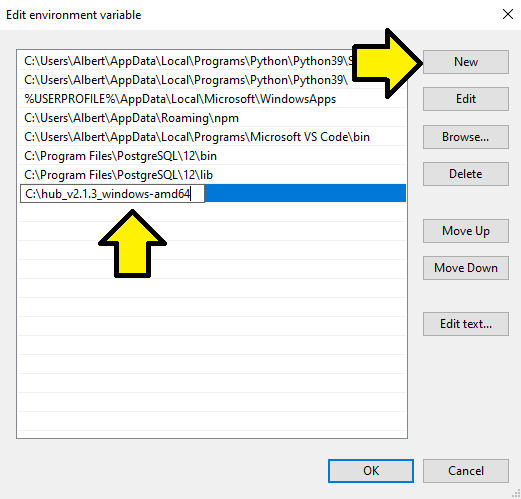 Edit environment variable
C:\Users\Albert\AppData\Local\Programs\Python\Python39\S
C:\Users\Albert\AppData\Local\Programs\Python\Python39\
%USERPROFILE%\AppData\Local\Microsoft\WindowsApps
C:\Users\Albert\AppData\Roaming\npm
C:\Users\Albert\AppData\Local\Programs\Microsoft VS Code\bin
C:\Program Files\PostgreSQL\12\bin
C:\Program Files\PostgreSQL\12\lib
C:\hub_v2.1.3_windows-amd64
New
Edit
Browse...
Delete
Move Up
Move Down
Edit text...
OK
Cancel